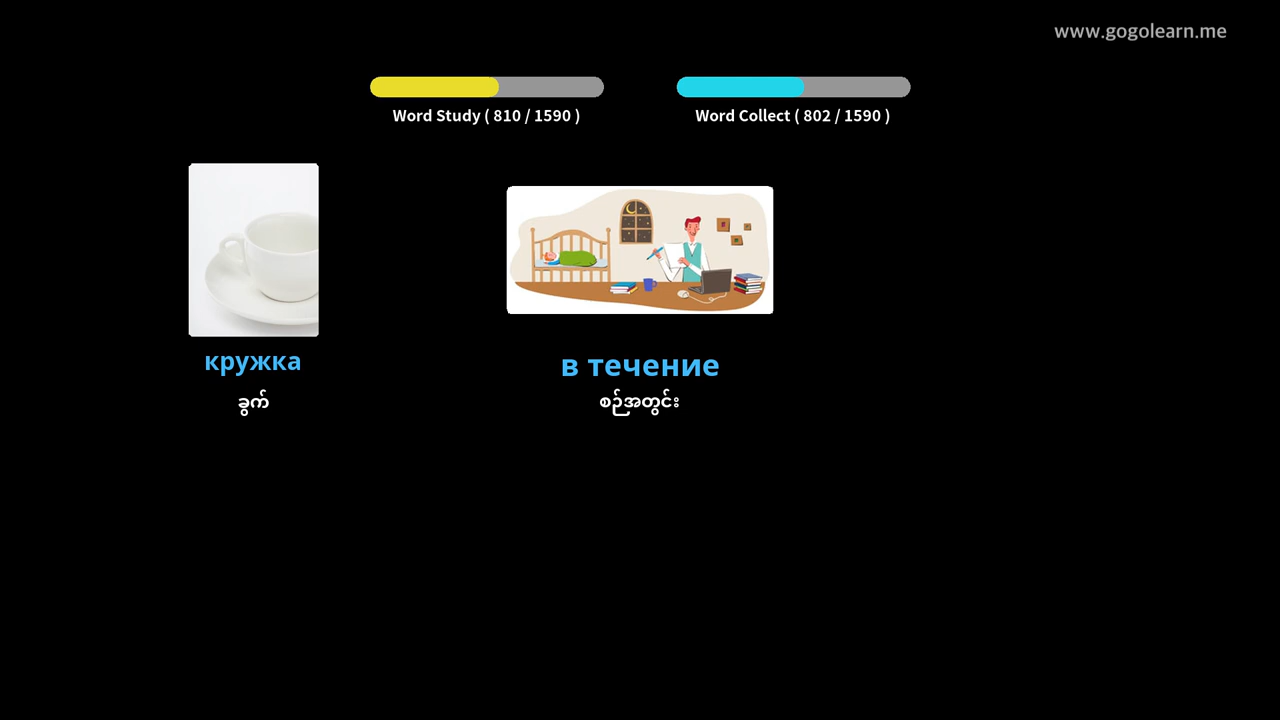 www.gogolearn.me
Word Study ( 810 / 1590 )
Word Collect ( 802 / 1590 )
кружка
ခွက်
в течение
စဉ်အတွင်း